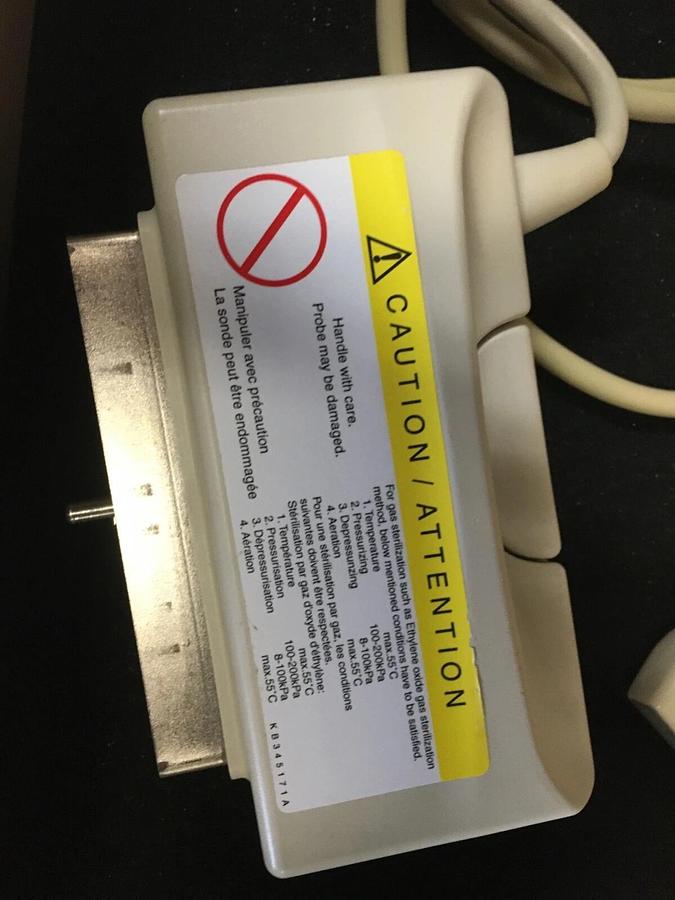 CAUTION / ATTENTION
Handle with care.
Probe may be damaged.
Manipuler avec précaution
La sonde peut être endommagée
For gas sterilization such as Ethylene oxide gas sterilization
method, below mentioned conditions have to be satisfied.
1. Temperature max.55°C
2. Pressurizing 100-200kPa
3. Depressurizing 8-100kPa
4. Aeration max.55°C
Pour une stérilisation par gaz, les conditions
suivantes doivent être respectées.
Stérilisation par gaz d'oxyde d'éthylène:
1. Température max.55°C
2. Pressurisation 100-200kPa
3. Dépressurisation 8-100kPa
4. Aération max.55°C
KB345171A